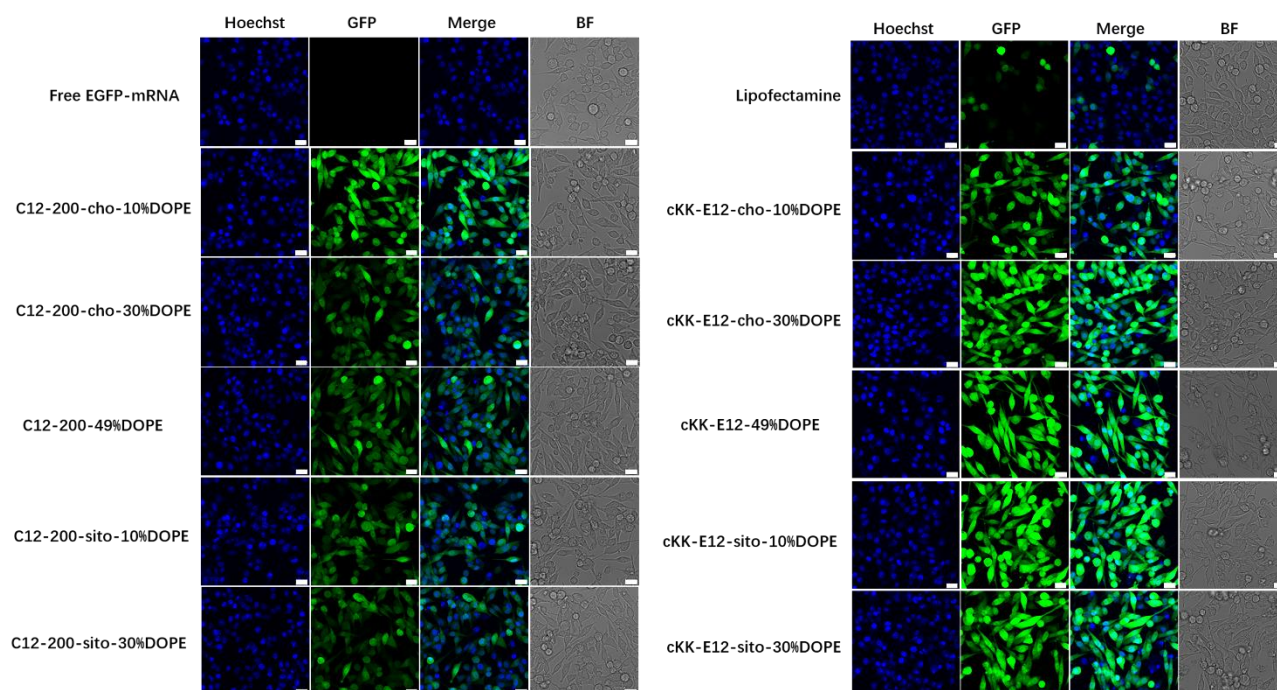 Hoechst GFP Merge BF
Free EGFP-mRNA
C12-200-cho-10%DOPE
C12-200-cho-30%DOPE
C12-200-49%DOPE
C12-200-sito-10%DOPE
C12-200-sito-30%DOPE
Hoechst GFP Merge BF
Lipofectamine
cKK-E12-cho-10%DOPE
cKK-E12-cho-30%DOPE
cKK-E12-49%DOPE
cKK-E12-sito-10%DOPE
cKK-E12-sito-30%DOPE